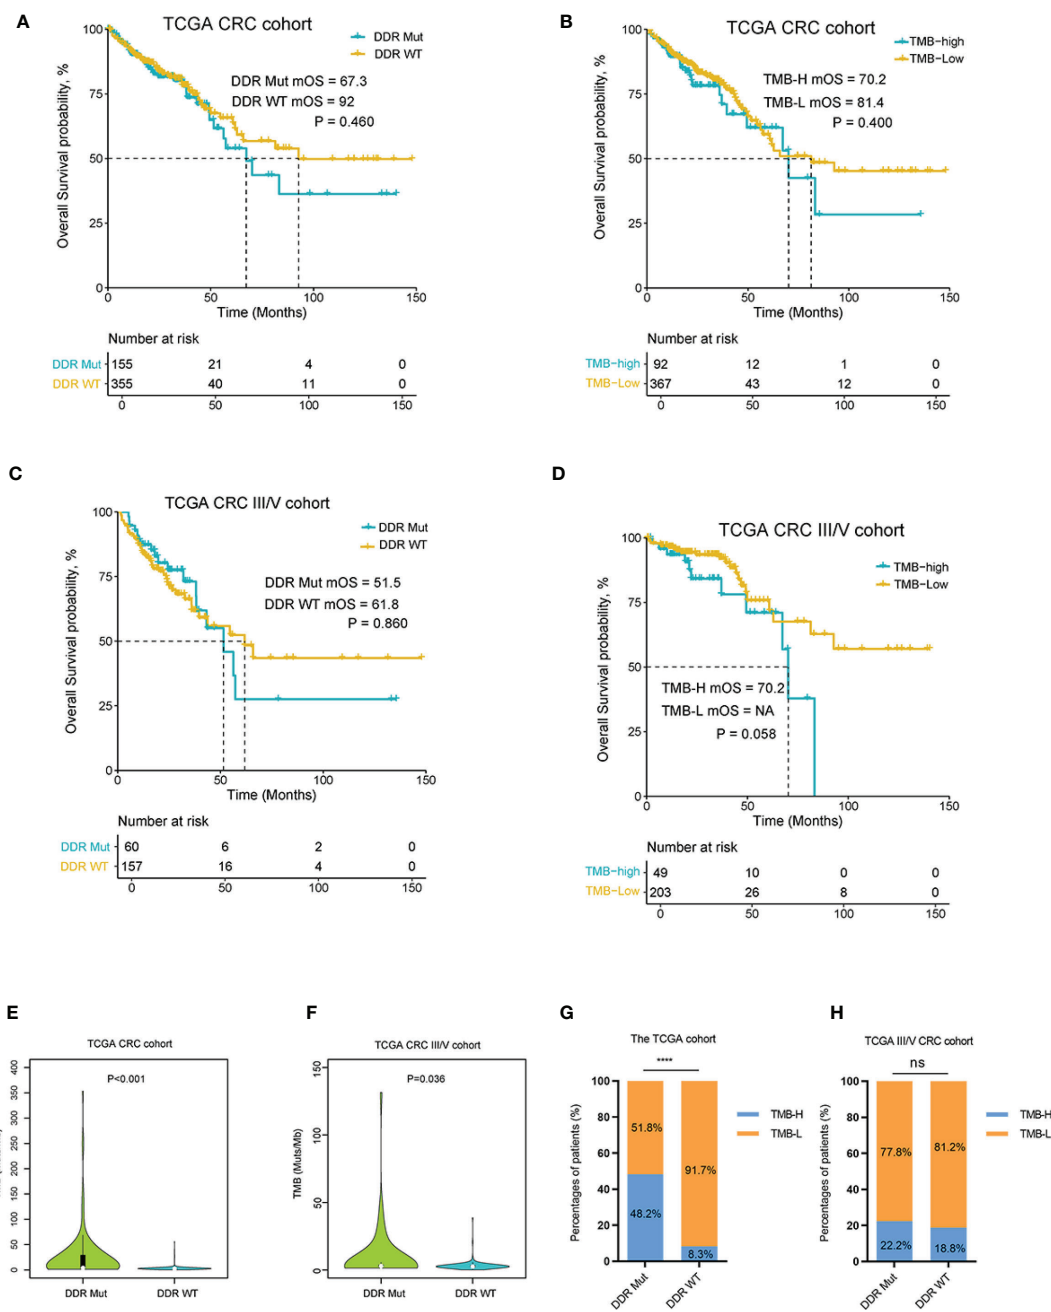 A
TCGA CRC cohort
DDR Mut
DDR WT
DDR Mut mOS = 67.3
DDR WT mOS = 92
P = 0.460
Overall Survival probability, %
100
75
50
25
0
0 50 100 150
Time (Months)
Number at risk
DDR Mut 155 21 4 0
DDR WT 355 40 11 0
0 50 100 150
B
TCGA CRC cohort
TMB-high
TMB-Low
TMB-H mOS = 70.2
TMB-L mOS = 81.4
P = 0.400
Overall Survival probability, %
100
75
50
25
0
0 50 100 150
Time (Months)
Number at risk
TMB-high 92 12 1 0
TMB-Low 367 43 12 0
0 50 100 150
C
TCGA CRC III/V cohort
DDR Mut
DDR WT
DDR Mut mOS = 51.5
DDR WT mOS = 61.8
P = 0.860
Overall Survival probability, %
100
75
50
25
0
0 50 100 150
Time (Months)
Number at risk
DDR Mut 60 6 2 0
DDR WT 157 16 4 0
0 50 100 150
D
TCGA CRC III/V cohort
TMB-high
TMB-Low
TMB-H mOS = 70.2
TMB-L mOS = NA
P = 0.058
Overall Survival probability, %
100
75
50
25
0
0 50 100 150
Time (Months)
Number at risk
TMB-high 49 10 0 0
TMB-Low 203 26 8 0
0 50 100 150
E
TCGA CRC cohort
P<0.001
400
350
300
250
200
150
100
50
0
DDR Mut DDR WT
F
TCGA CRC III/V cohort
P=0.036
TMB (Muts/Mb)
150
100
50
0
DDR Mut DDR WT
G
The TCGA cohort
****
Percentages of patients (%)
100
80
60
40
20
0
51.8%
91.7%
48.2%
8.3%
TMB-H
TMB-L
DDR Mut
DDR WT
H
TCGA III/V CRC cohort
ns
Percentages of patients (%)
100
80
60
40
20
0
77.8%
81.2%
22.2%
18.8%
TMB-H
TMB-L
DDR Mut
DDR WT